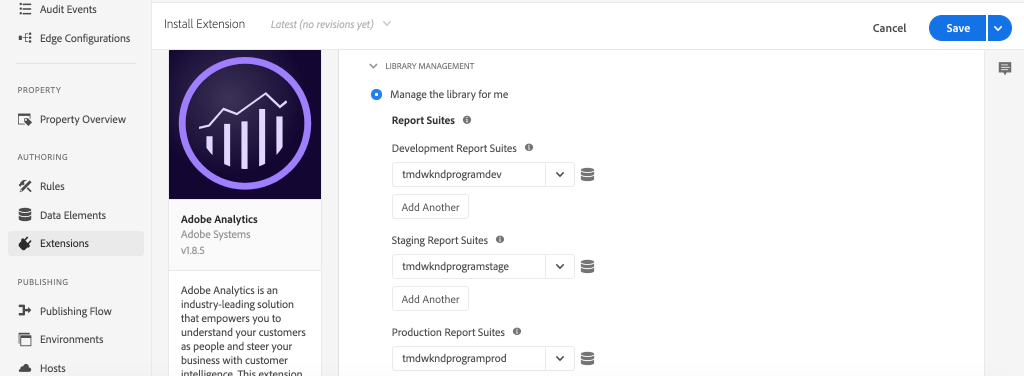 Audit Events
Edge Configurations
PROPERTY
Property Overview
AUTHORING
Rules
Data Elements
Extensions
PUBLISHING
Publishing Flow
Environments
Hosts
Install Extension
Latest (no revisions yet)
Cancel
Save
Adobe Analytics
Adobe Systems
v1.8.5
Adobe Analytics is an
industry-leading solution
that empowers you to
understand your customers
as people and steer your
business with customer
intelligence. This extension
LIBRARY MANAGEMENT
Manage the library for me
Report Suites
Development Report Suites
tmdwkndprogramdev
Add Another
Staging Report Suites
tmdwkndprogramstage
Add Another
Production Report Suites
tmdwkndprogramprod